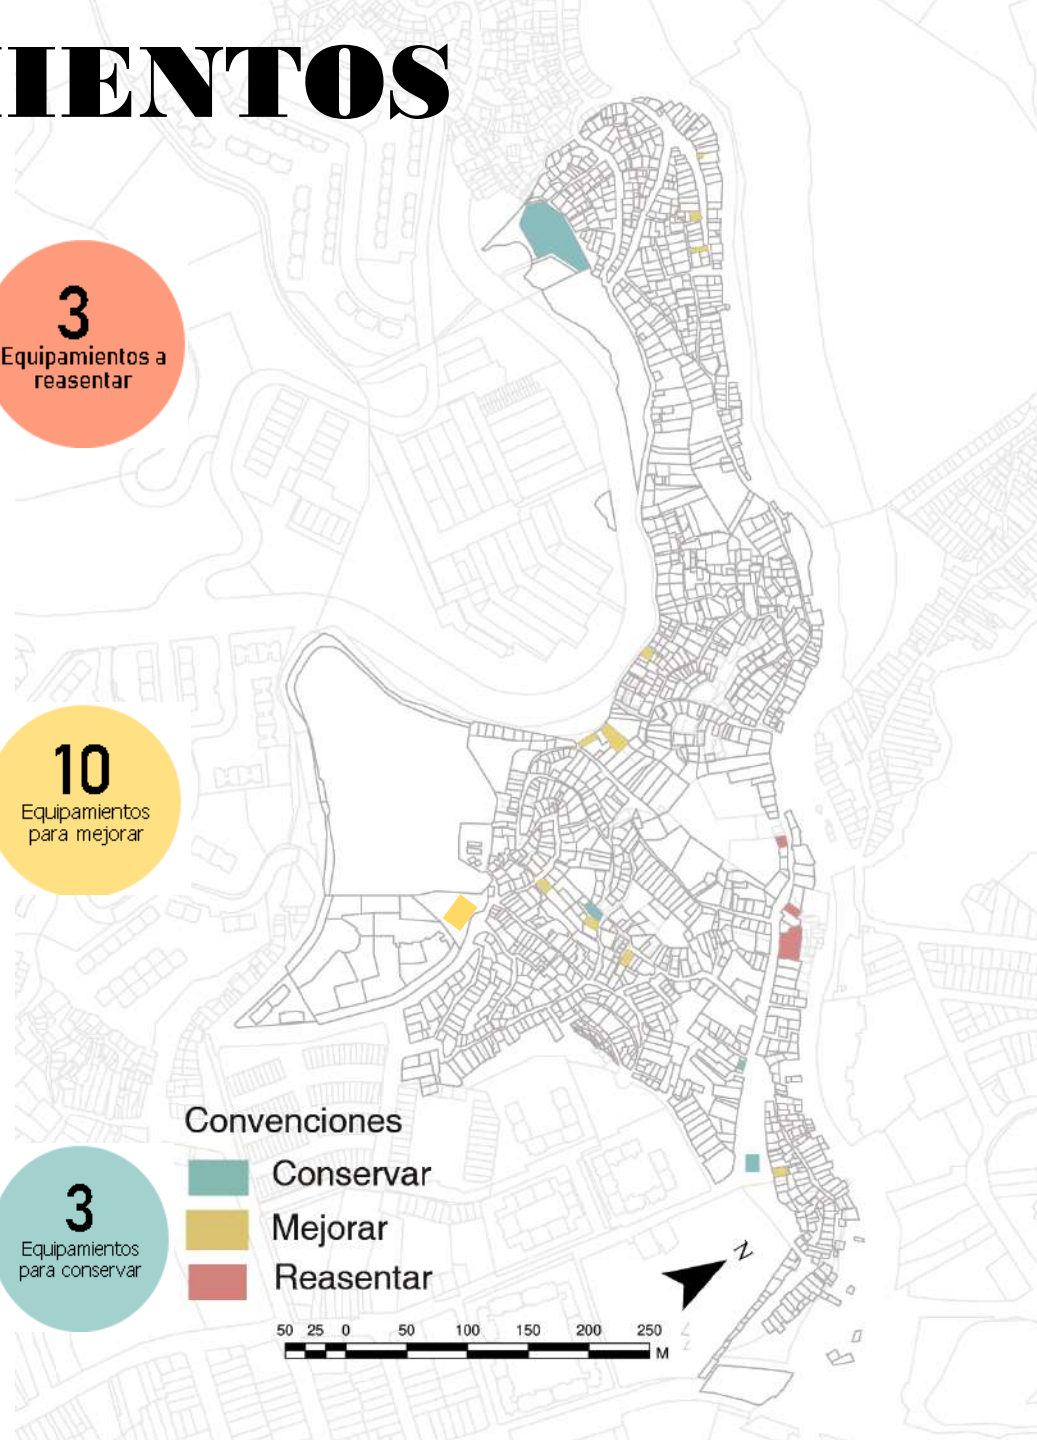 IENTOS
3
Equipamientos a
reasentar
10
Equipamientos
para mejorar
3
Equipamientos
para conservar
Convenciones
Conservar
Mejorar
Reasentar
N
50 25 0 50 100 150 200 250
M